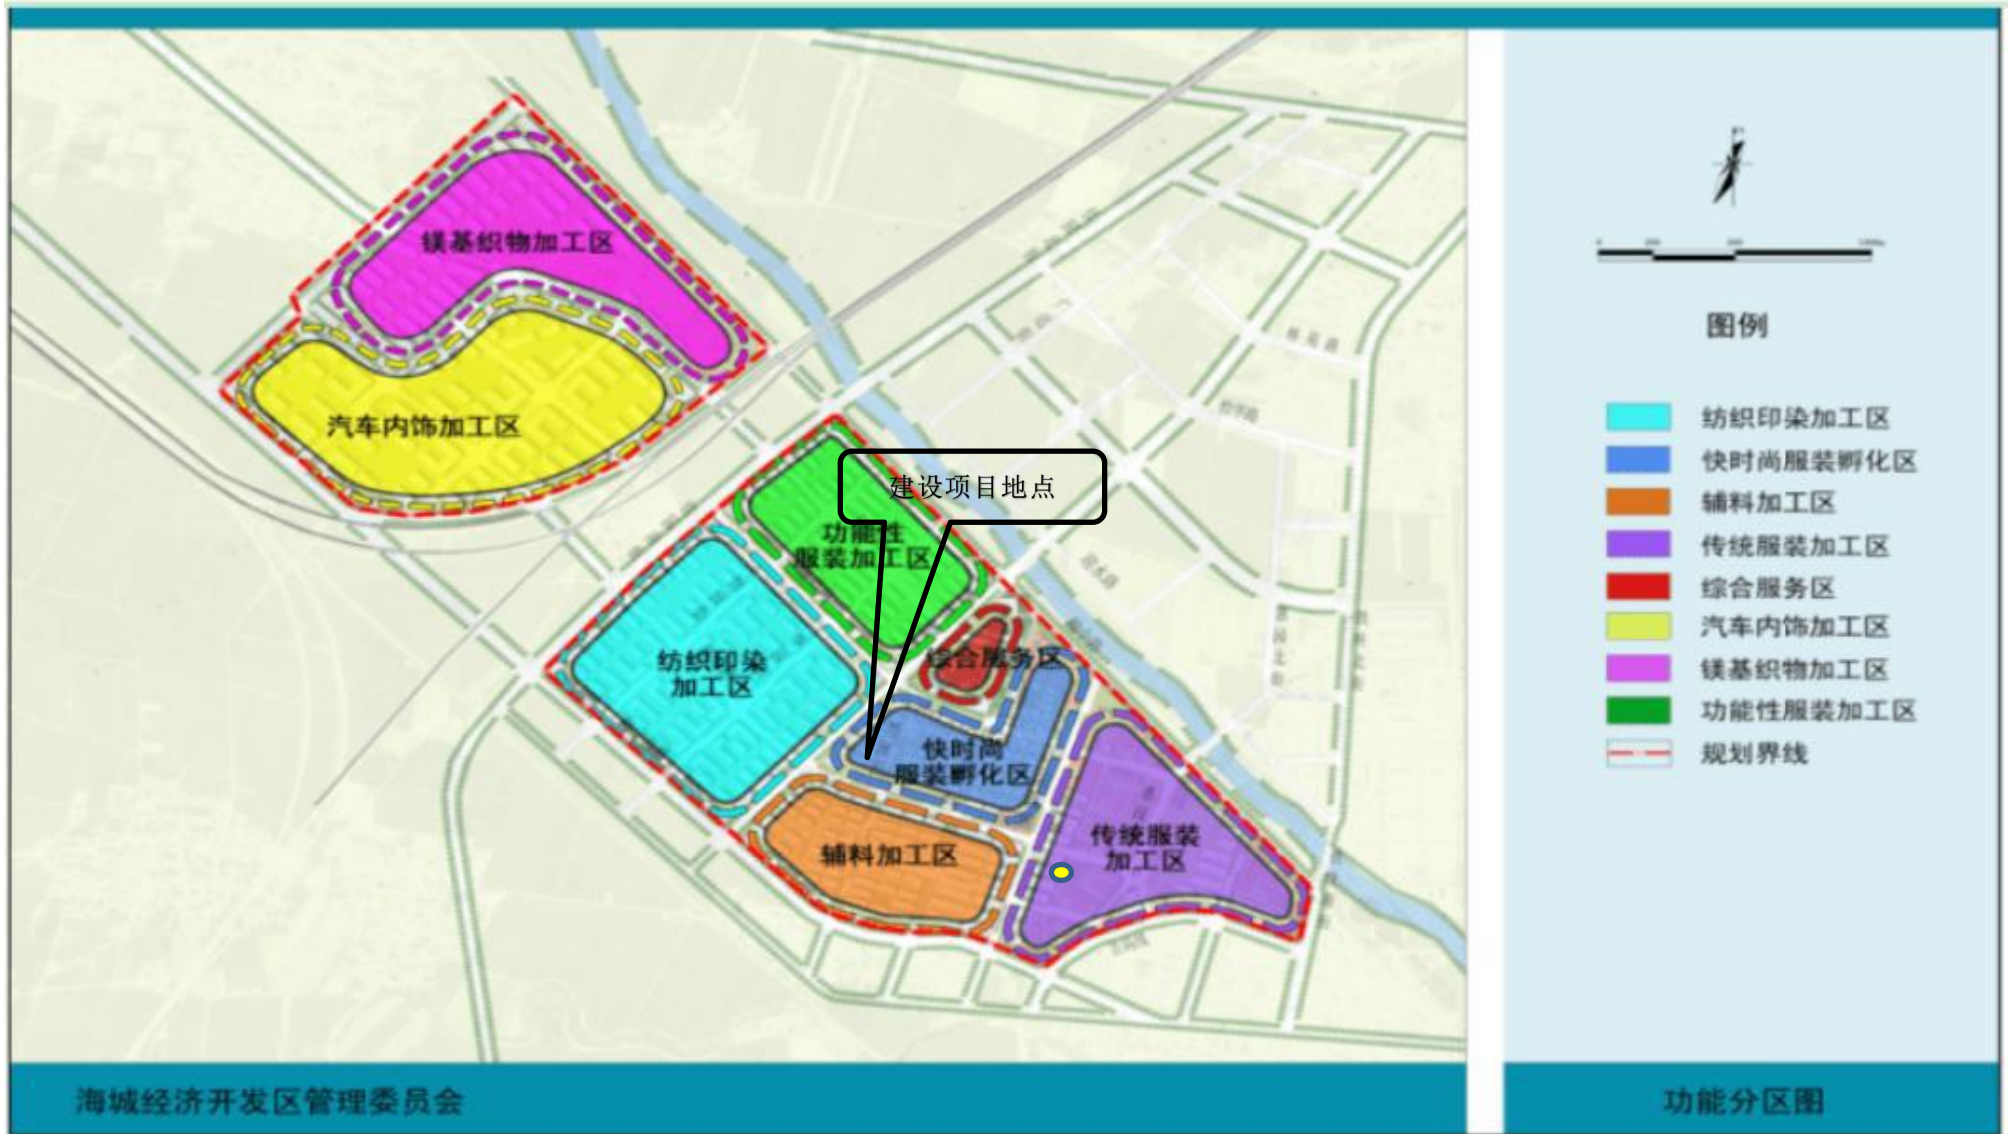 镁基织物加工区
汽车内饰加工区
建设项目地点
功能性
服装加工区
综合服务区
纺织印染
加工区
快时尚
服装孵化区
传统服装
加工区
辅料加工区
图例
纺织印染加工区
快时尚服装孵化区
辅料加工区
传统服装加工区
综合服务区
汽车内饰加工区
镁基织物加工区
功能性服装加工区
规划界线
海城经济开发区管理委员会
功能分区图